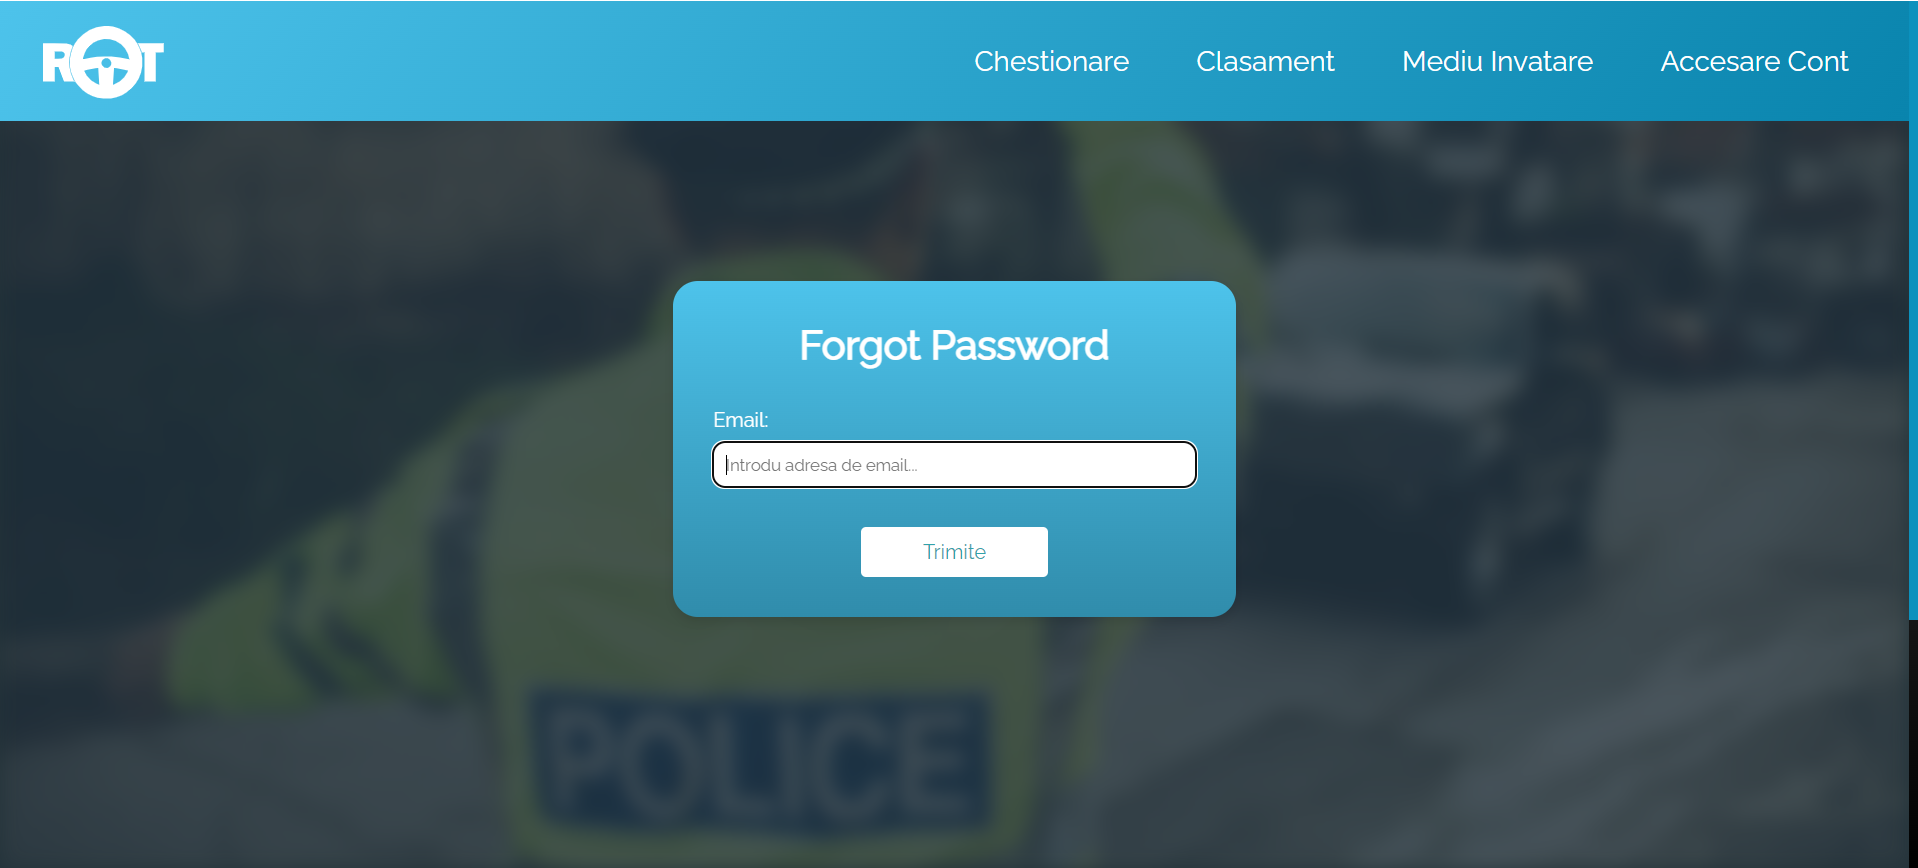 ROT
Chestionare Clasament Mediu Invatare Accesare Cont
Forgot Password
Email:
Introdu adresa de email...
Trimite
POLICE